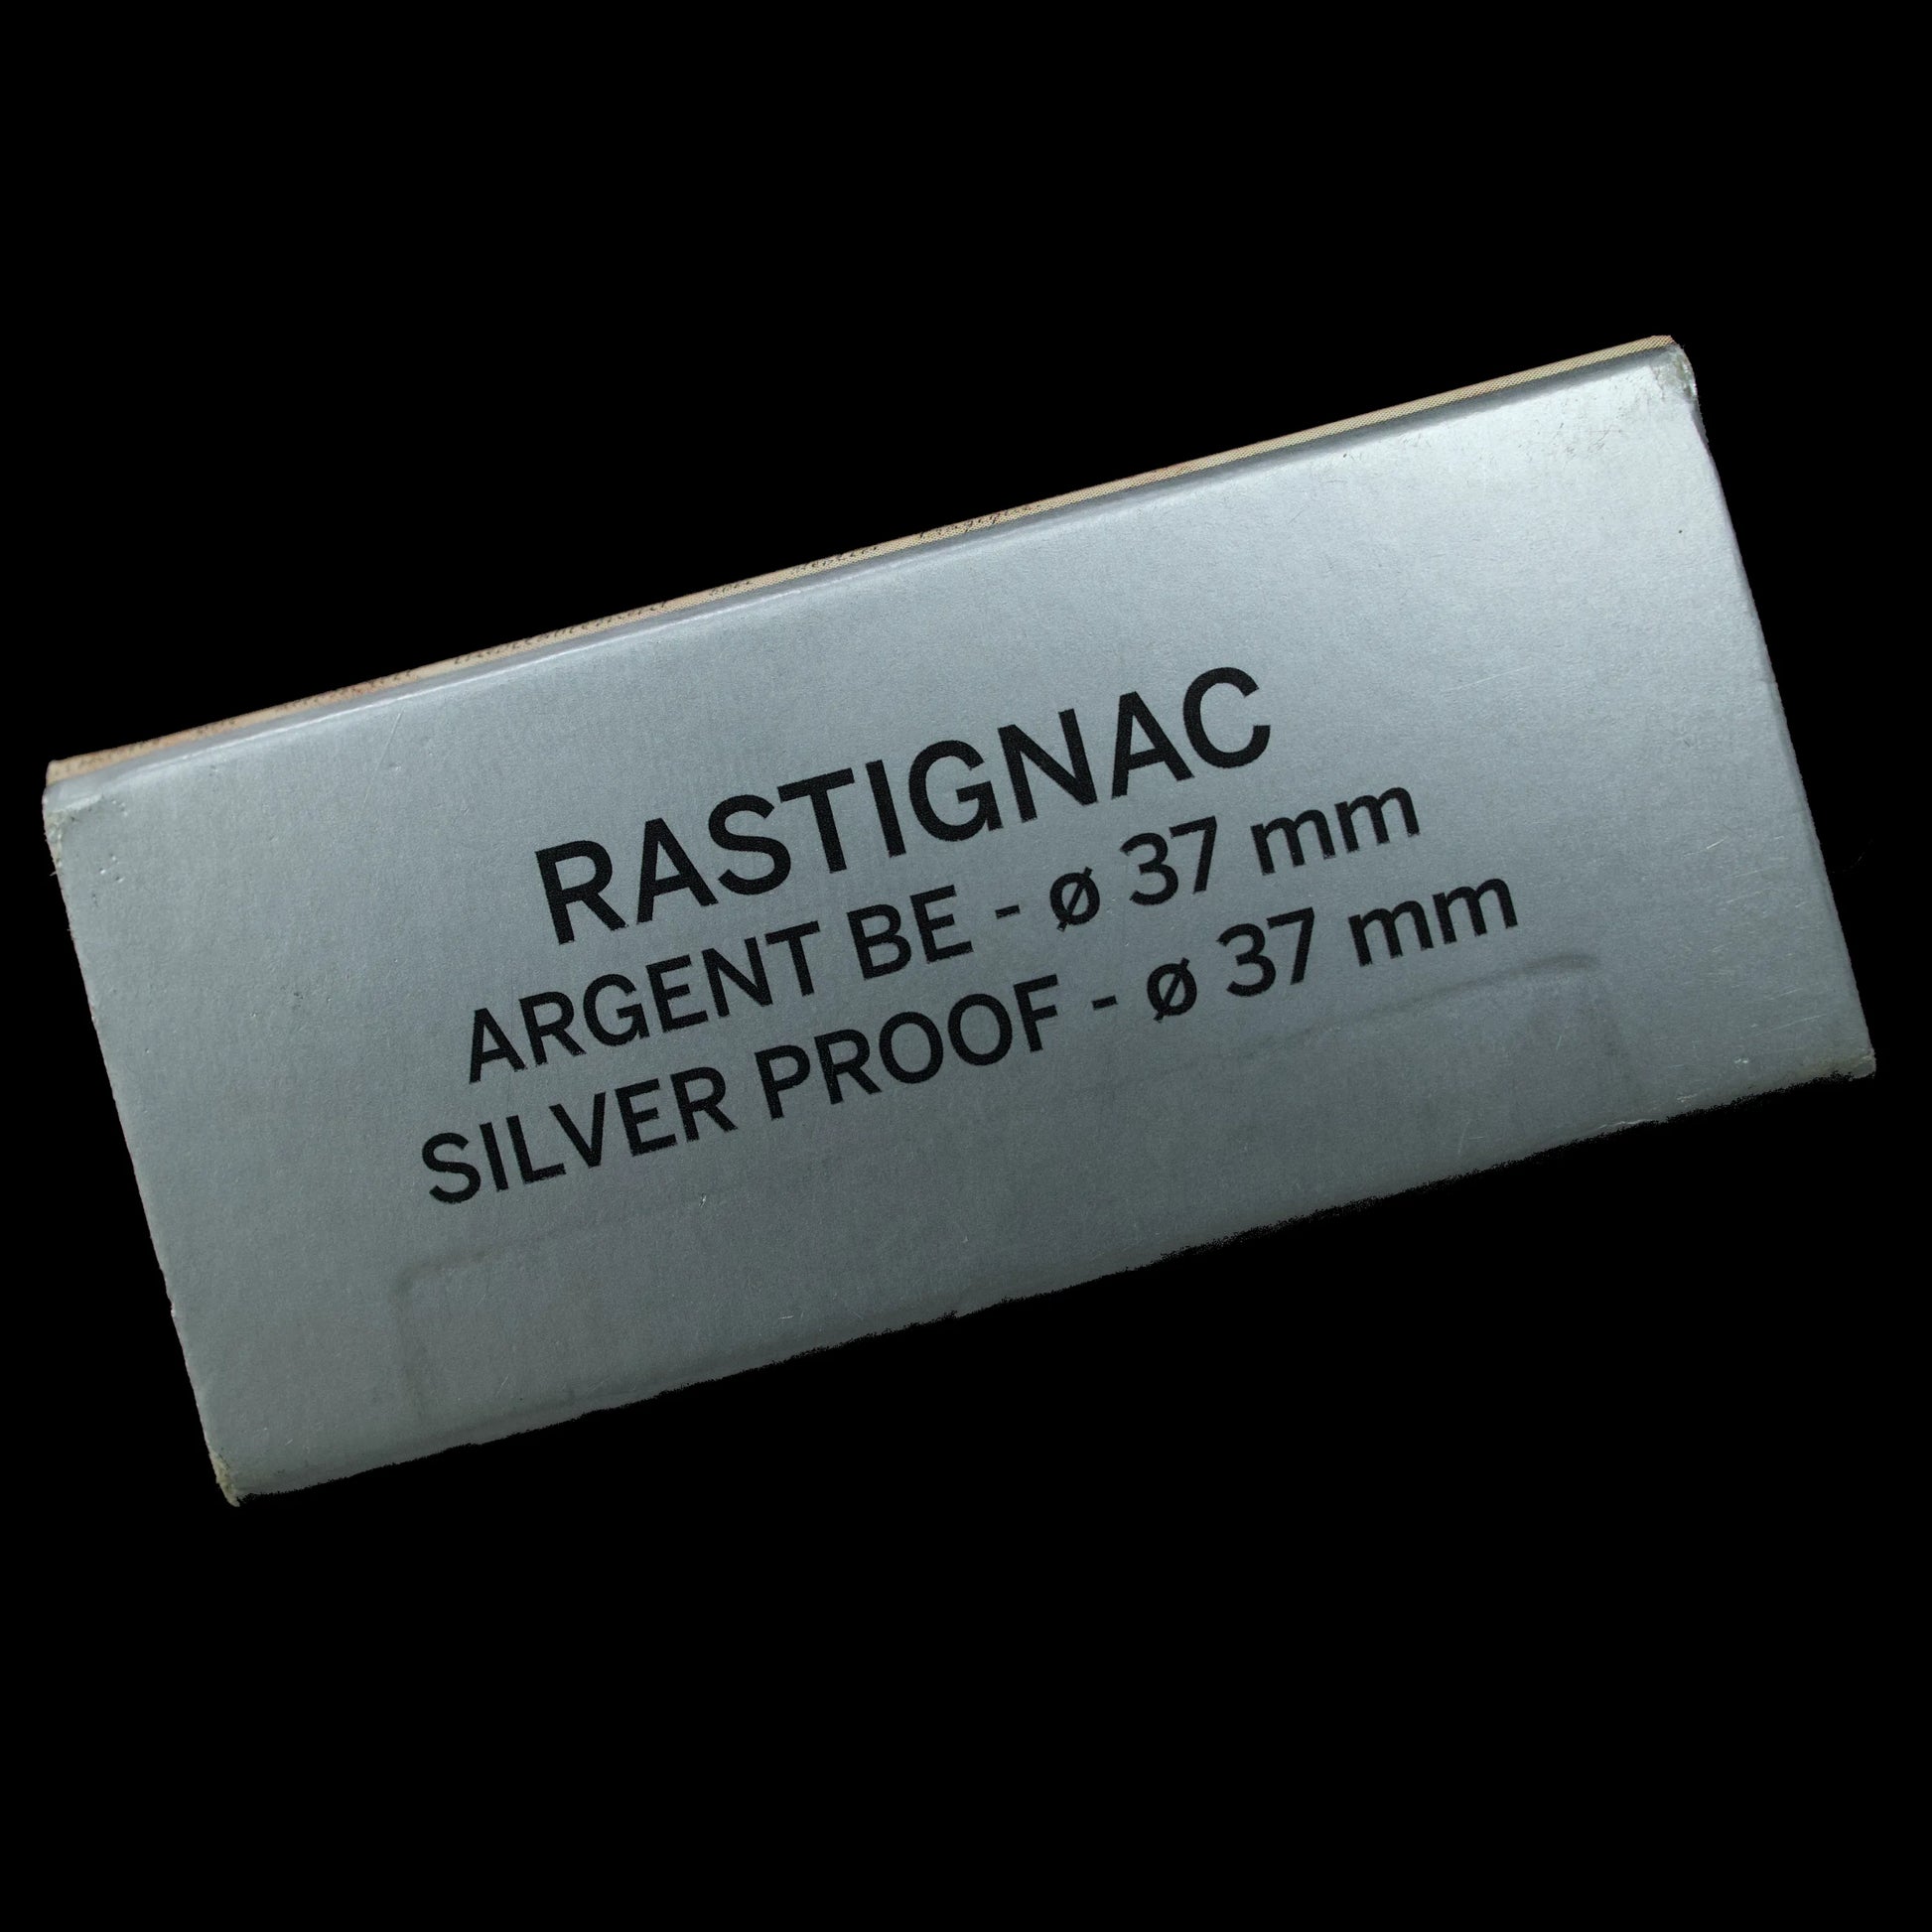 RASTIGNAC
ARGENT BE - ø 37 mm
SILVER PROOF - ø 37 mm